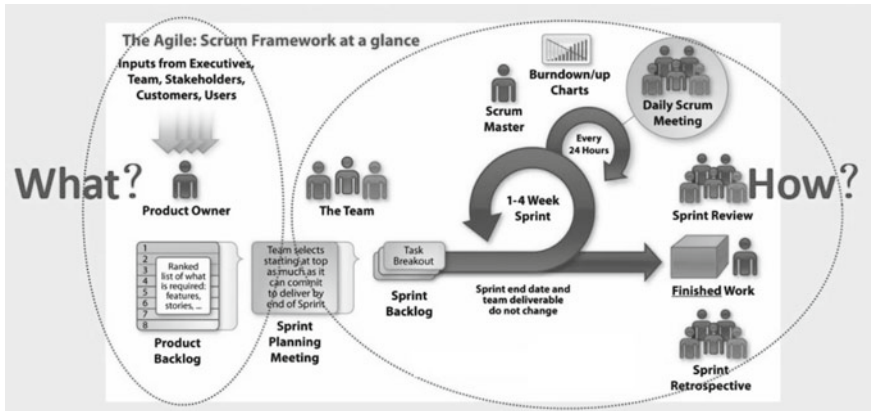 The Agile: Scrum Framework at a glance
Inputs from Executives,
Team, Stakeholders,
Customers, Users
What?
Product Owner
1
2
3
4
5
6
7
8
Ranked
list of what
is required:
features,
stories, ...
Product
Backlog
The Team
Team selects
starting at top
as much as it
can commit
to deliver by
end of Sprint
Sprint
Planning
Meeting
Task
Breakout
Sprint
Backlog
Scrum
Master
Burndown/up
Charts
Daily Scrum
Meeting
Every
24 Hours
1-4 Week
Sprint
Sprint end date and
team deliverable
do not change
How?
Sprint Review
Finished Work
Sprint
Retrospective